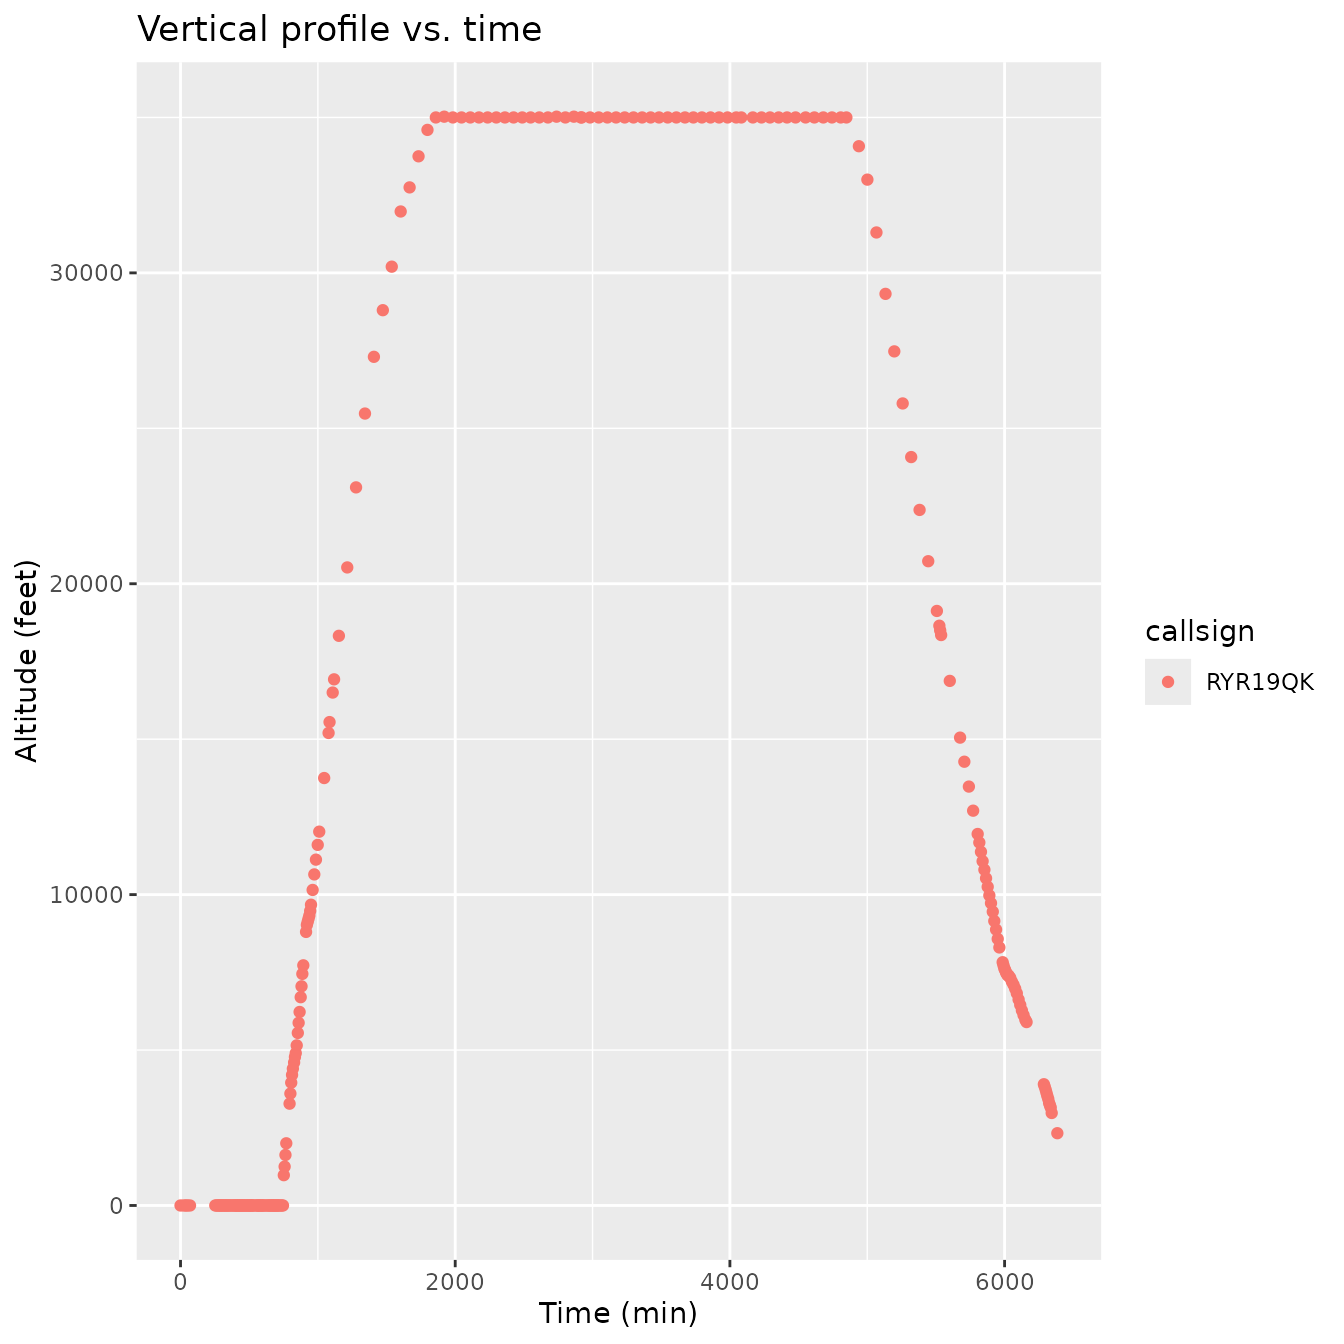 Vertical profile vs. time
Altitude (feet)
30000
20000
10000
0
0 2000 4000 6000
Time (min)
callsign
RYR19QK